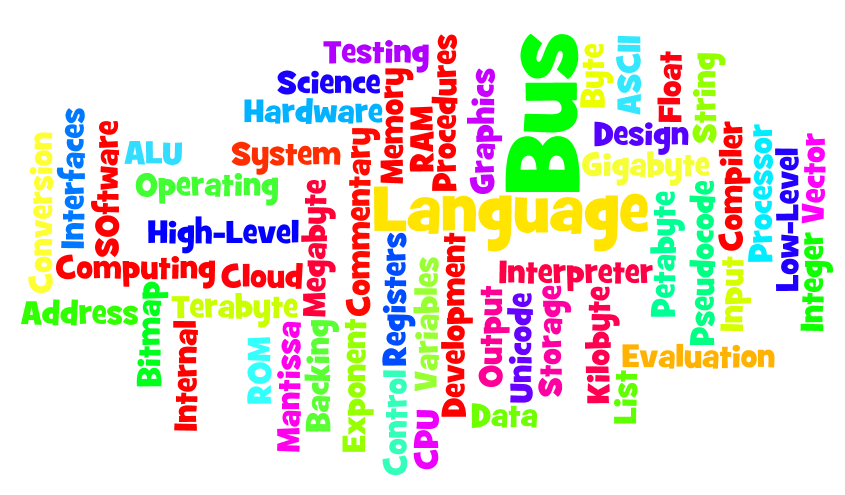 Testing
Science
Hardware
Memory
RAM
Procedures
Graphics
Bus
Byte
ASCII
Float
String
Design
Gigabyte
Conversion
Interfaces
SOftware
ALU
System
Operating
High-Level
Megabyte
Commentary
Language
Petabyte
Pseudocode
Compiler
Processor
Low-Level
Vector
Computing
Cloud
Registers
Variables
Development
Interpreter
Input
Integer
Address
Bitmap
Terabyte
Internal
ROM
Mantissa
Backing
Exponent
Control
CPU
Output
Unicode
Storage
Kilobyte
List
Evaluation
Data